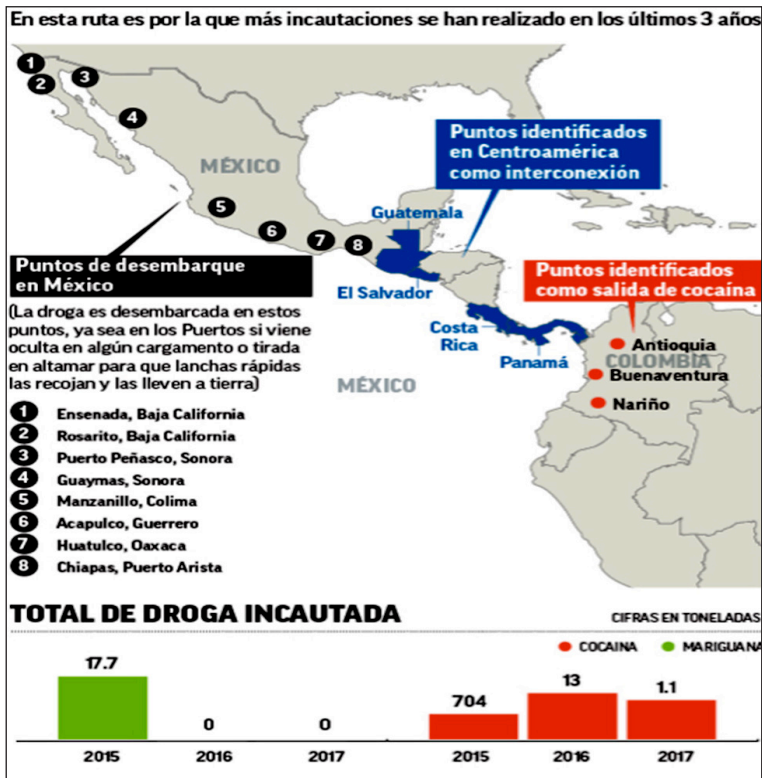 En esta ruta es por la que más incautaciones se han realizado en los últimos 3 años
1
2
3
4
5
6
7
8
MÉXICO
Puntos identificados
en Centroamérica
como interconexión
Guatemala
El Salvador
Costa
Rica
Panamá
Puntos identificados
como salida de cocaína
Antioquia
COLOMBIA
Buenaventura
Nariño
MÉXICO
Puntos de desembarque
en México
(La droga es desembarcada en estos
puntos, ya sea en los Puertos si viene
oculta en algún cargamento o tirada
en altamar para que lanchas rápidas
las recojan y las lleven a tierra)
1 Ensenada, Baja California
2 Rosarito, Baja California
3 Puerto Peñasco, Sonora
4 Guaymas, Sonora
5 Manzanillo, Colima
6 Acapulco, Guerrero
7 Huatulco, Oaxaca
8 Chiapas, Puerto Arista
TOTAL DE DROGA INCAUTADA
CIFRAS EN TONELADAS
COCAINA MARIGUANA
17.7 0 0 704 13 1.1
2015 2016 2017 2015 2016 2017